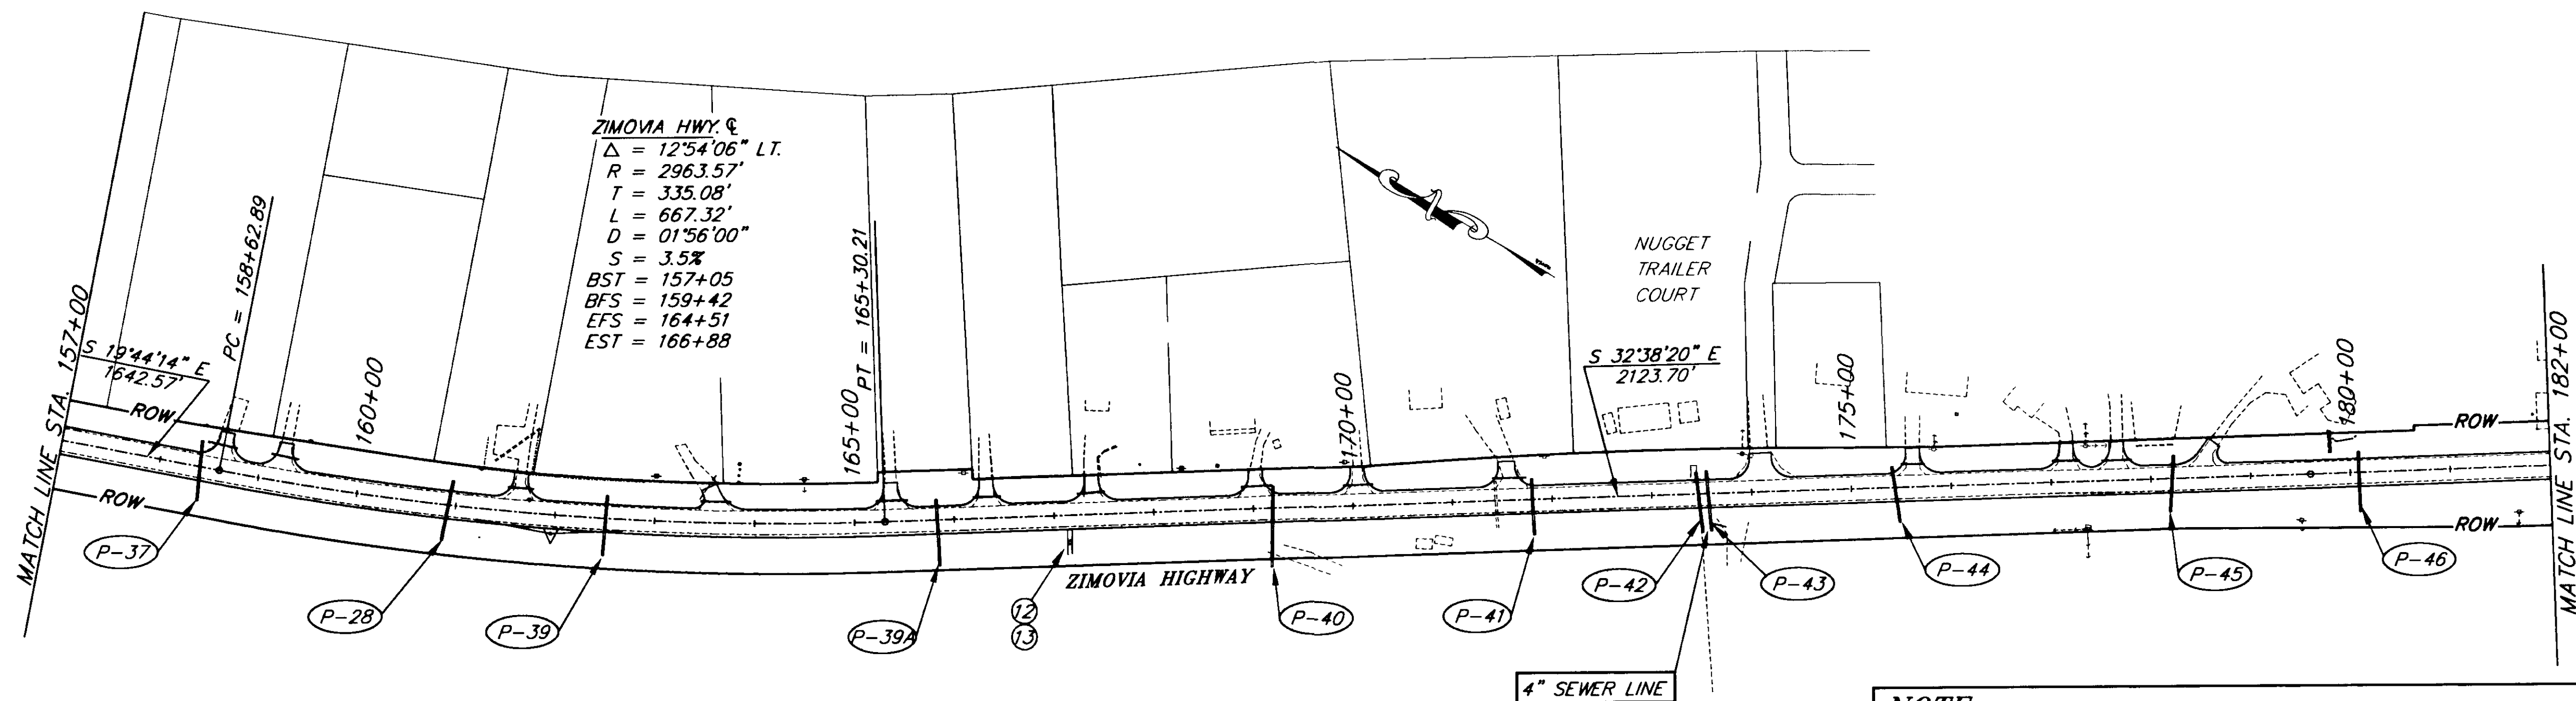 ZIMOVIA HWY. ℄
Δ = 12°54'06" LT.
R = 2963.57'
T = 335.08'
L = 667.32'
D = 01°56'00"
S = 3.5%
BST = 157+05
BFS = 159+42
EFS = 164+51
EST = 166+88
MATCH LINE STA. 157+00
S 19°44'14" E
1642.57'
PC = 158+62.89
160+00
165+00
PT = 165+30.21
170+00
NUGGET
TRAILER
COURT
S 32°38'20" E
2123.70'
175+00
180+00
MATCH LINE STA. 182+00
ROW
ROW
ROW
ROW
ZIMOVIA HIGHWAY
P-37
P-28
P-39
P-39A
12
13
P-40
P-41
P-42
P-43
P-44
P-45
P-46
4" SEWER LINE
NOTE